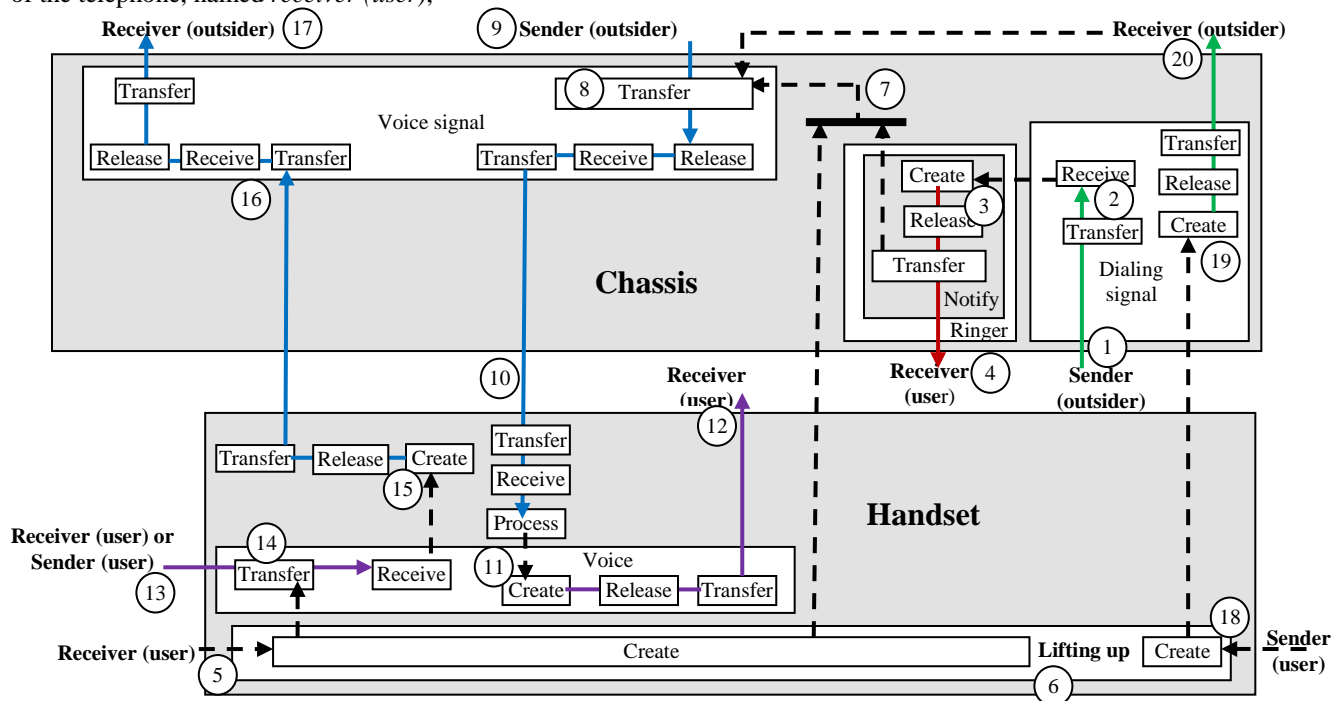 of the telephone, named receiver (user),
Receiver (outsider) 17
9 Sender (outsider)
Receiver (outsider)
20
Transfer
8
Transfer
7
Voice signal
Release
Receive
Transfer
Transfer
Receive
Release
16
Create
3
Release
Transfer
Notify
Ringer
Receive
2
Transfer
Transfer
Release
Create
19
Dialing
signal
Chassis
1
10
Receiver
(user)
12
Receiver
(user)
4
Sender
(outsider)
Transfer
Release
Create
15
Transfer
Receive
Process
Handset
Receiver (user) or
Sender (user)
13
14
Transfer
Receive
11
Voice
Create
Release
Transfer
18
Receiver (user)
5
Create
Lifting up
6
Create
Sender
(user)